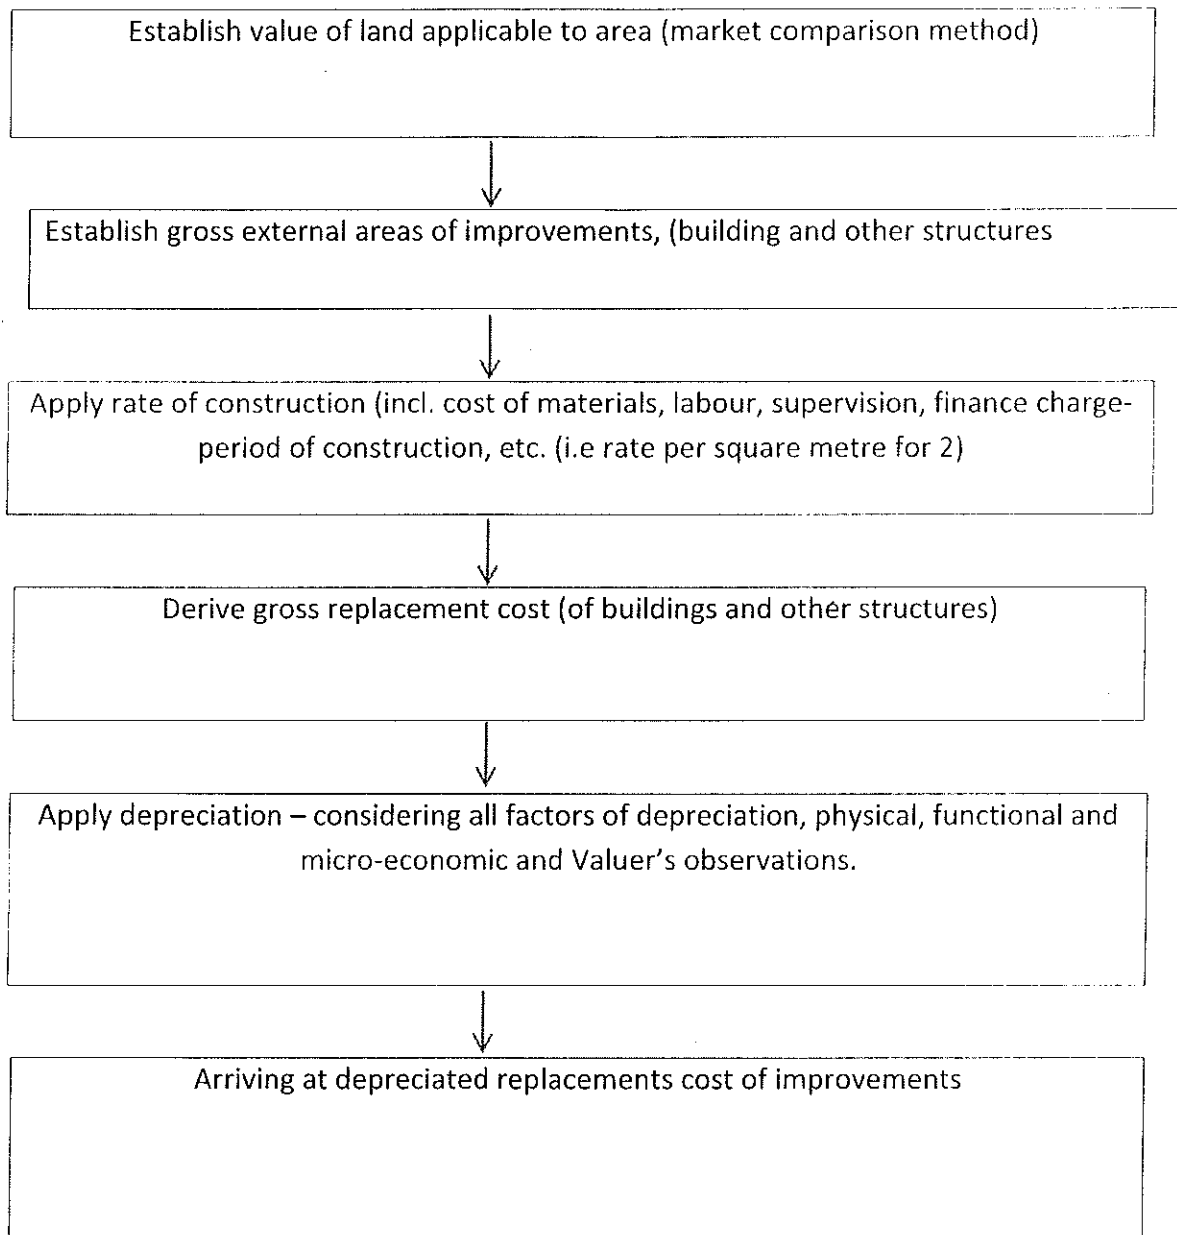 Establish value of land applicable to area (market comparison method)
Establish gross external areas of improvements, (building and other structures
Apply rate of construction (incl. cost of materials, labour, supervision, finance charge-
period of construction, etc. (i.e rate per square metre for 2)
Derive gross replacement cost (of buildings and other structures)
Apply depreciation – considering all factors of depreciation, physical, functional and
micro-economic and Valuer's observations.
Arriving at depreciated replacements cost of improvements